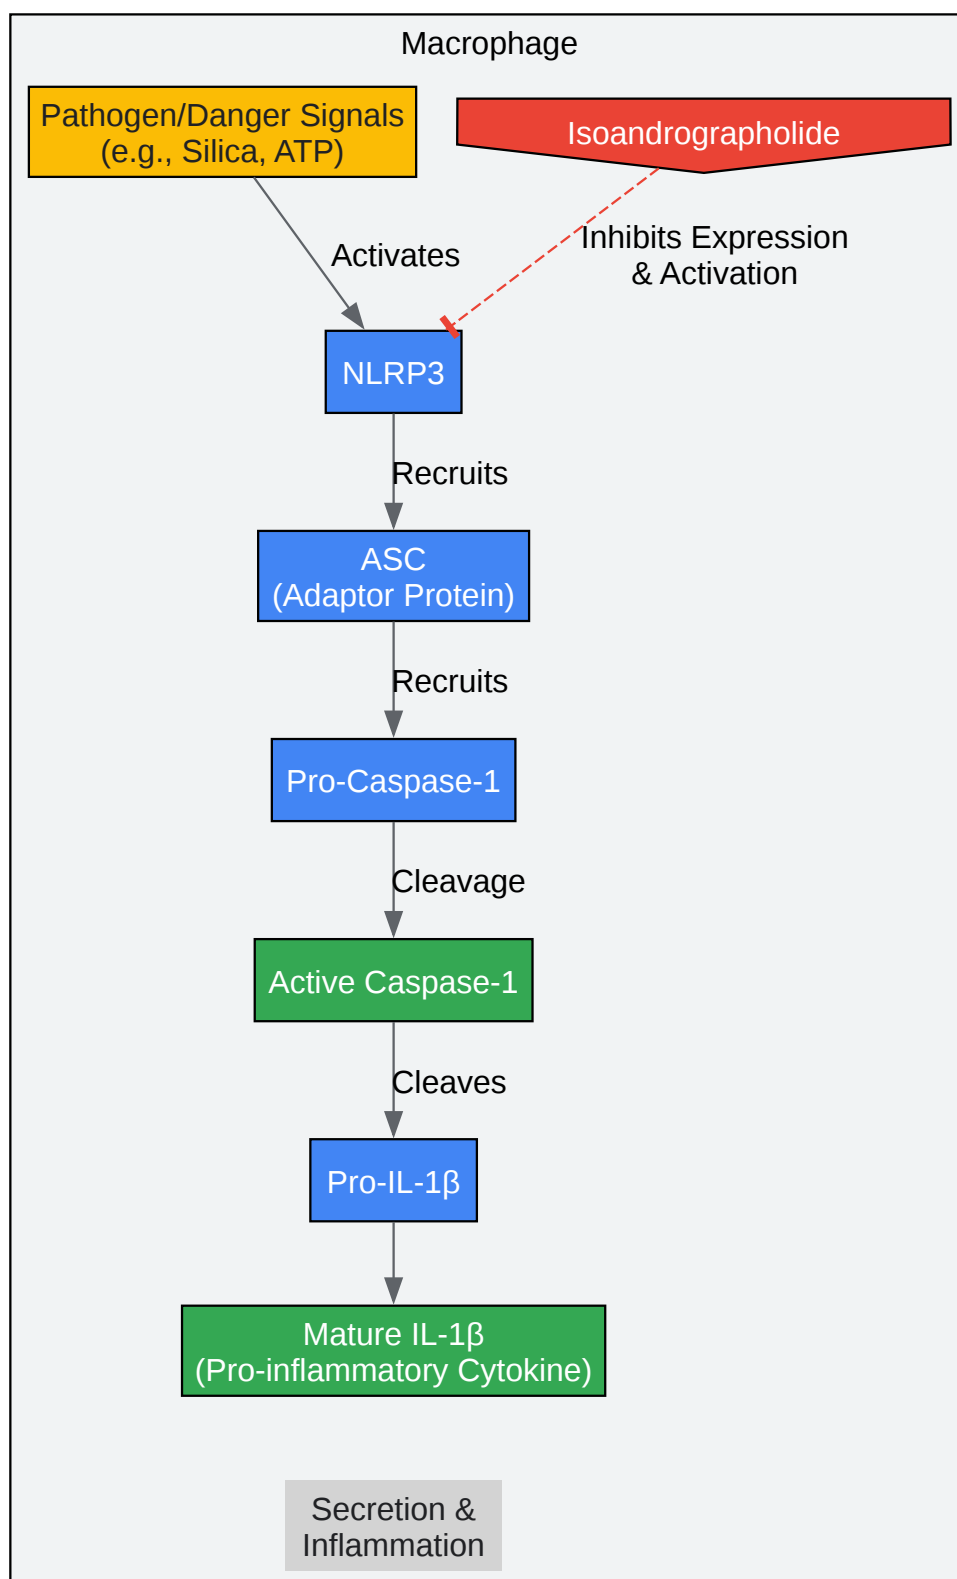 Macrophage
Pathogen/Danger Signals
(e.g., Silica, ATP)
Isoandrographolide
Activates
Inhibits Expression
& Activation
NLRP3
Recruits
ASC
(Adaptor Protein)
Recruits
Pro-Caspase-1
Cleavage
Active Caspase-1
Cleaves
Pro-IL-1β
Mature IL-1β
(Pro-inflammatory Cytokine)
Secretion &
Inflammation